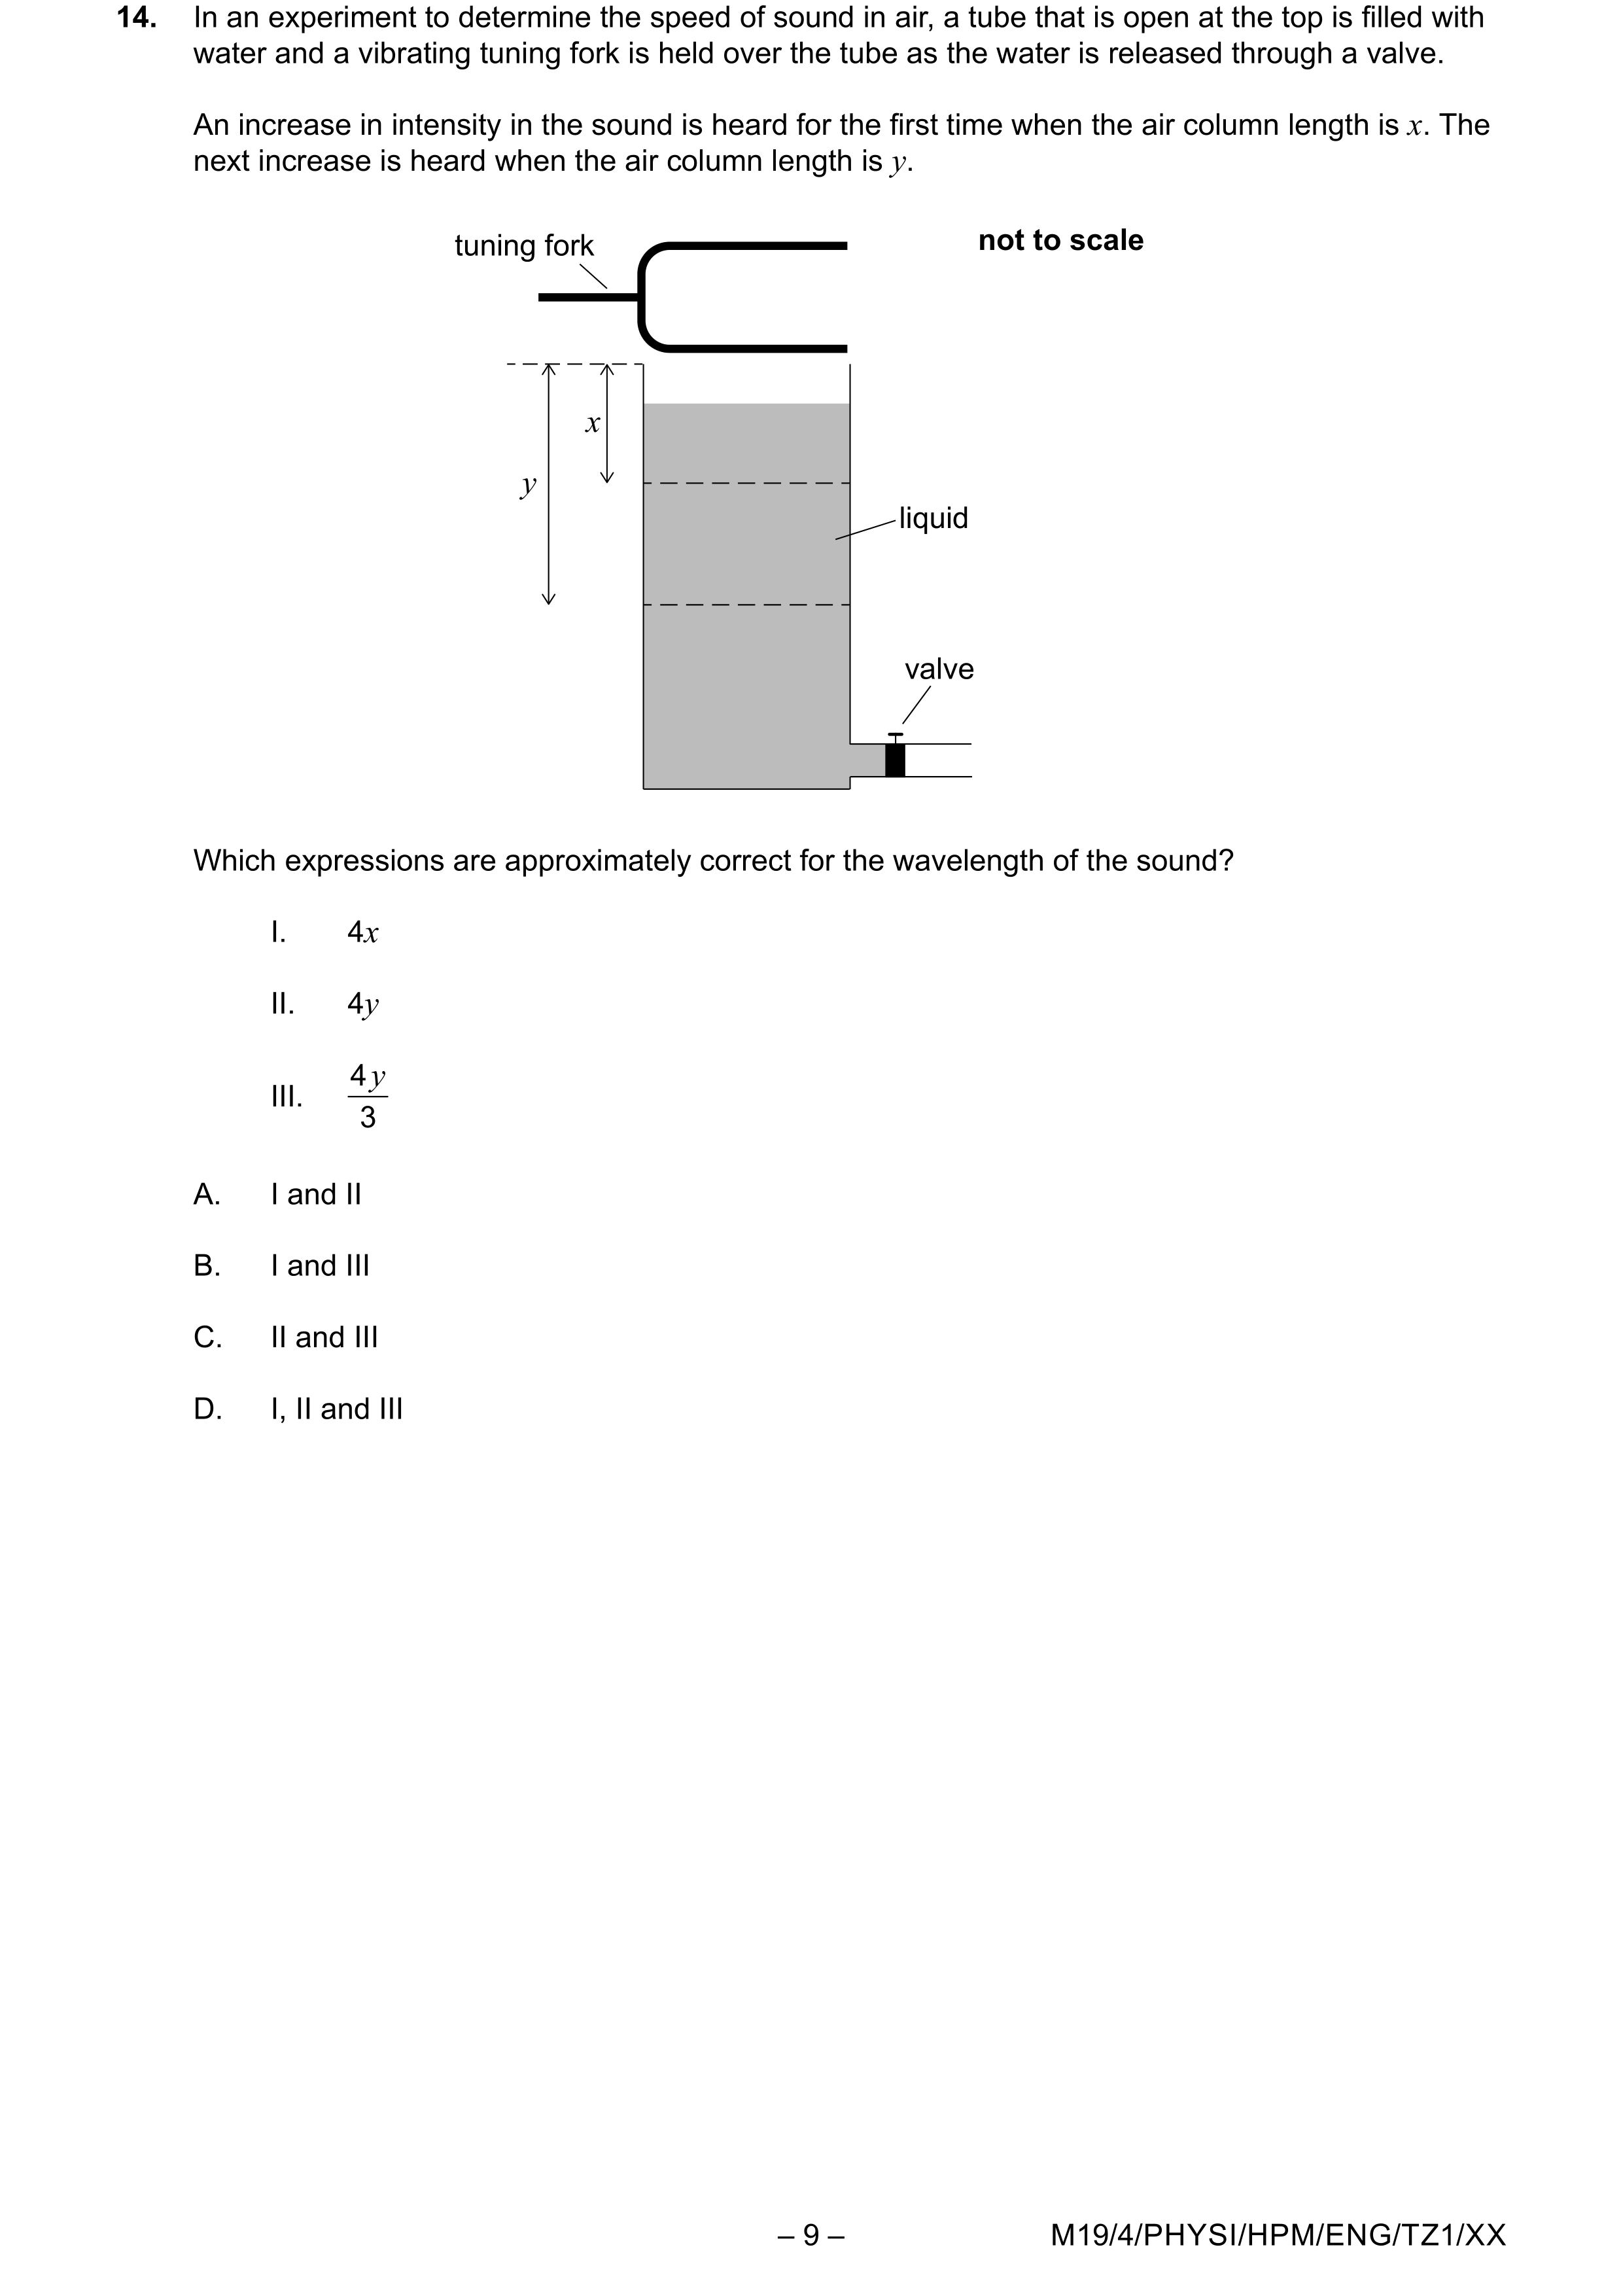 14. In an experiment to determine the speed of sound in air, a tube that is open at the top is filled with
water and a vibrating tuning fork is held over the tube as the water is released through a valve.
An increase in intensity in the sound is heard for the first time when the air column length is x. The
next increase is heard when the air column length is y.
tuning fork
not to scale
x
y
liquid
valve
Which expressions are approximately correct for the wavelength of the sound?
I. 4x
II. 4y
III. 4y
3
A. I and II
B. I and III
C. II and III
D. I, II and III
– 9 –
M19/4/PHYSI/HPM/ENG/TZ1/XX